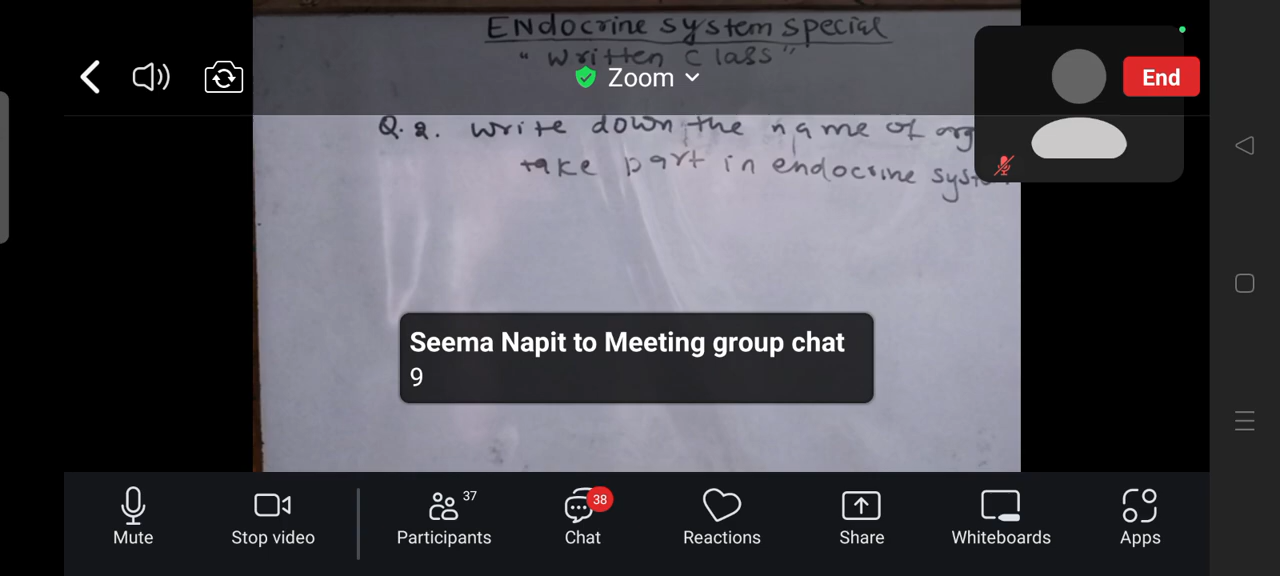 Endocrine system special
"Written Class"
Zoom
End
Q.2. Write down the name of
take part in endocrine
Seema Napit to Meeting group chat
9
37
38
Mute
Stop video
Participants
Chat
Reactions
Share
Whiteboards
Apps